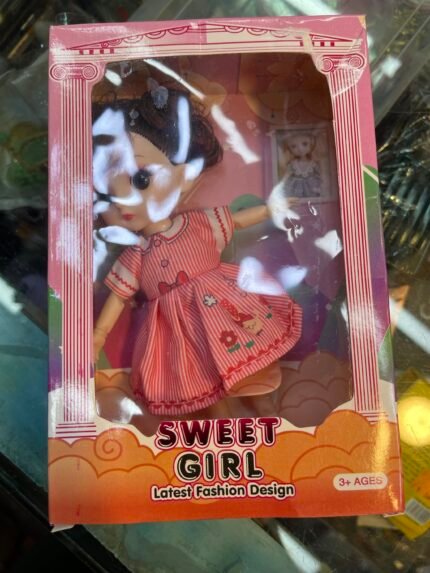 SWEET
GIRL
Latest Fashion Design
3+ AGES